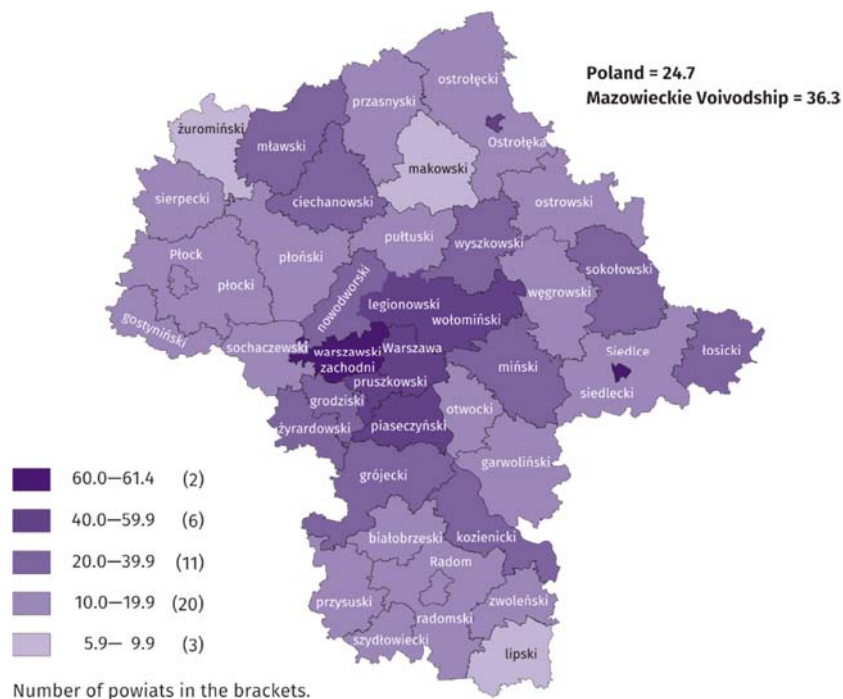 ostrołęcki
Poland = 24.7
Mazowieckie Voivodship = 36.3
przasnyski
żuromiński
mławski
Ostrołęka
makowski
sierpecki
ciechanowski
ostrowski
pułtuski
wyszkowski
Płock
płoński
sokołowski
płocki
nowodworski
węgrowski
legionowski
wołomiński
gostyniński
sochaczewski
warszawski
zachodni
Warszawa
Siedlce
łosicki
miński
pruszkowski
siedlecki
grodziski
otwocki
żyrardowski
piaseczyński
garwoliński
grójecki
60.0—61.4 (2)
40.0—59.9 (6)
białobrzeski
kozienicki
20.0—39.9 (11)
Radom
10.0—19.9 (20)
przysuski
zwoleński
radomski
szydłowiecki
5.9— 9.9 (3)
lipski
Number of powiats in the brackets.